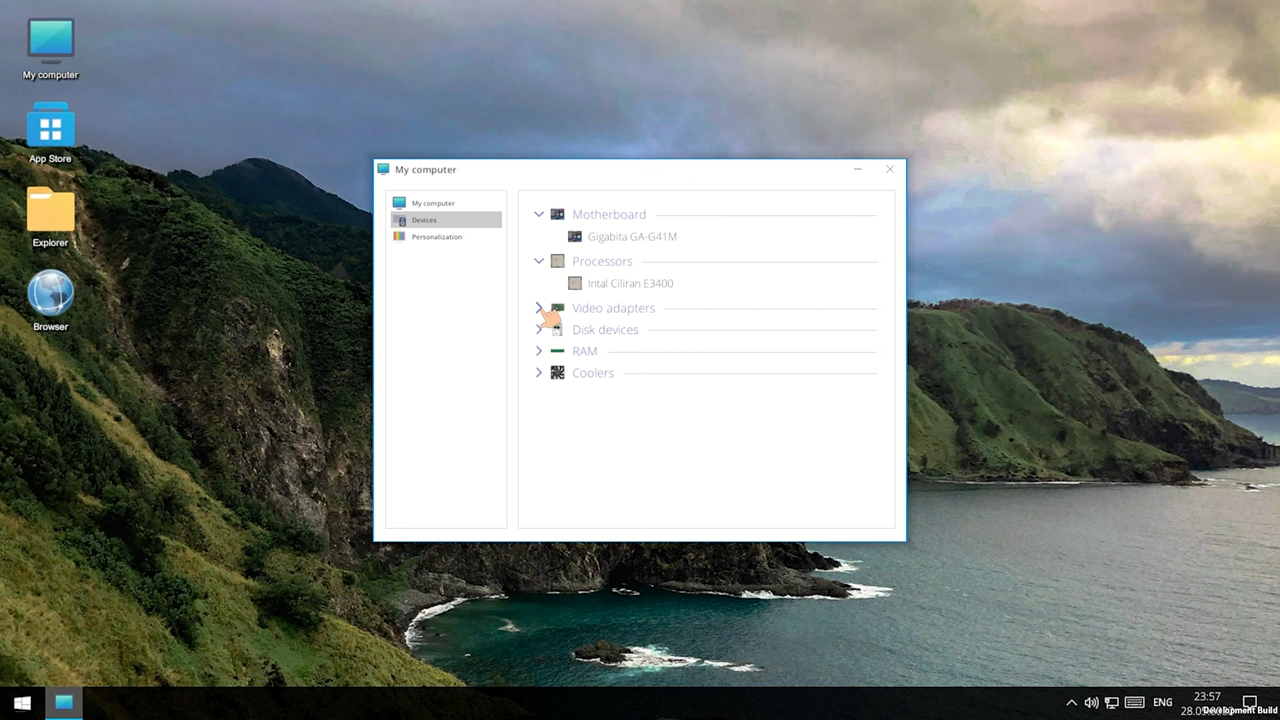 My computer
App Store
Explorer
Browser
My computer
My computer
Devices
Personalization
Motherboard
Gigabita GA-G41M
Processors
Intal Ciliran E3400
Video adapters
Disk devices
RAM
Coolers
ENG
23:57
28.09
Development Build